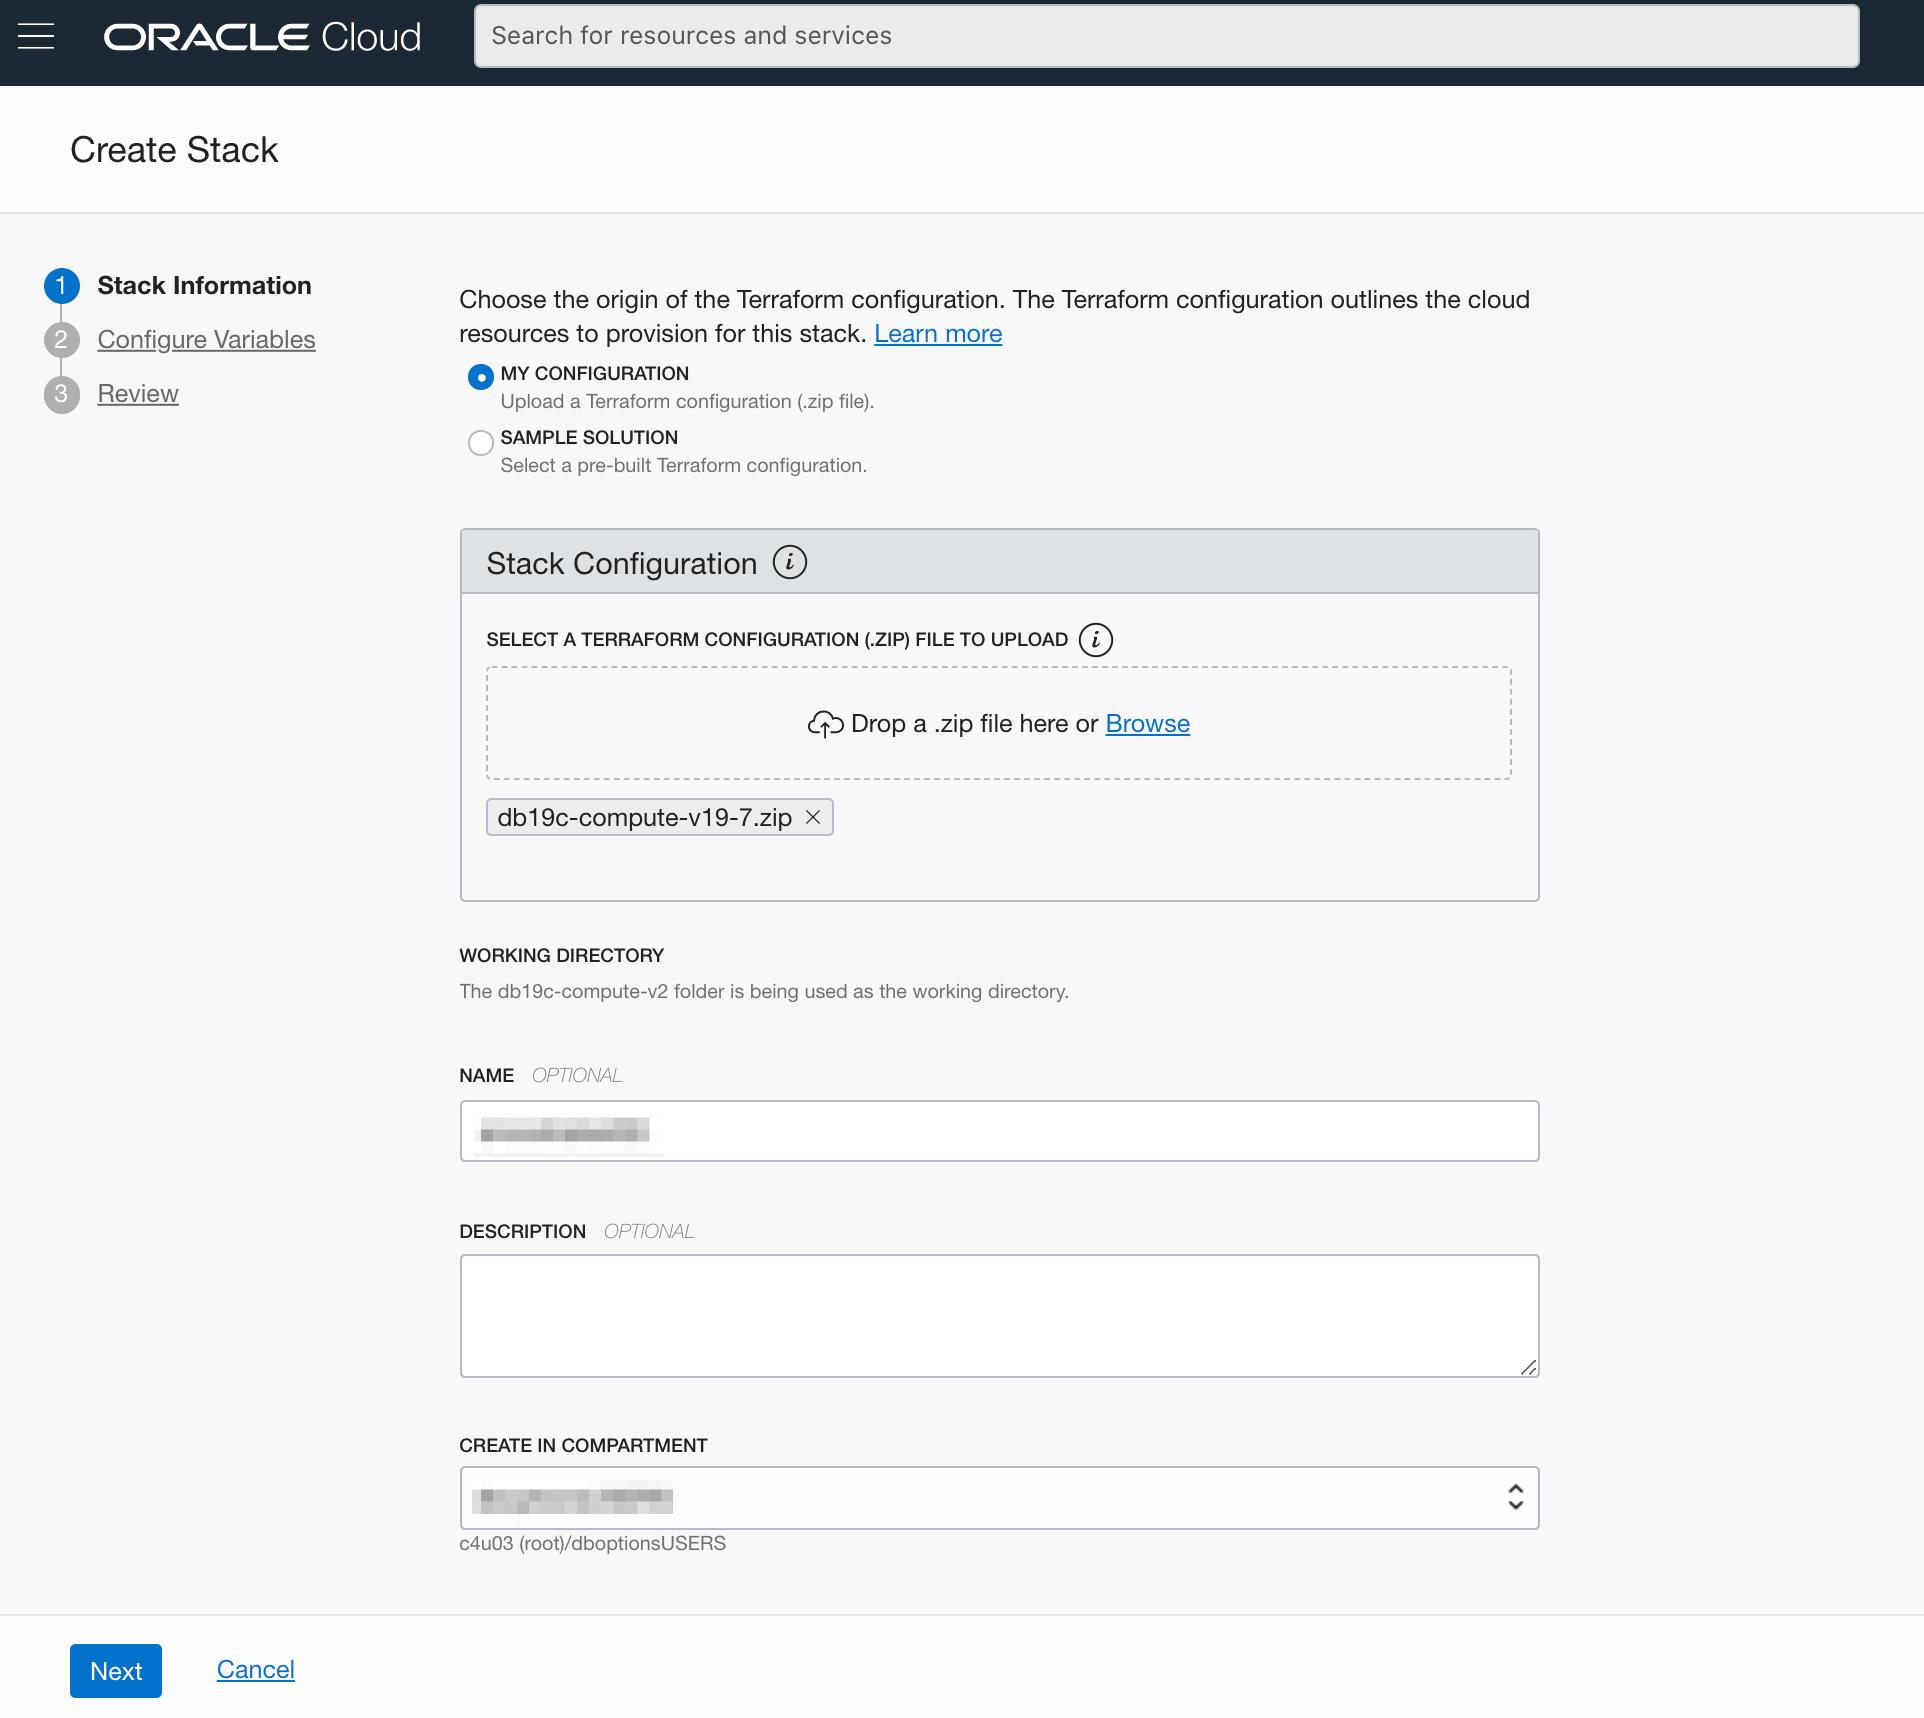 ORACLE Cloud
Search for resources and services
Create Stack
1 Stack Information
2 Configure Variables
3 Review
Choose the origin of the Terraform configuration. The Terraform configuration outlines the cloud
resources to provision for this stack. Learn more
MY CONFIGURATION
Upload a Terraform configuration (.zip file).
SAMPLE SOLUTION
Select a pre-built Terraform configuration.
Stack Configuration i
SELECT A TERRAFORM CONFIGURATION (.ZIP) FILE TO UPLOAD i
Drop a .zip file here or Browse
db19c-compute-v19-7.zip
WORKING DIRECTORY
The db19c-compute-v2 folder is being used as the working directory.
NAME OPTIONAL
DESCRIPTION OPTIONAL
CREATE IN COMPARTMENT
c4u03 (root)/dboptionsUSERS
Next Cancel